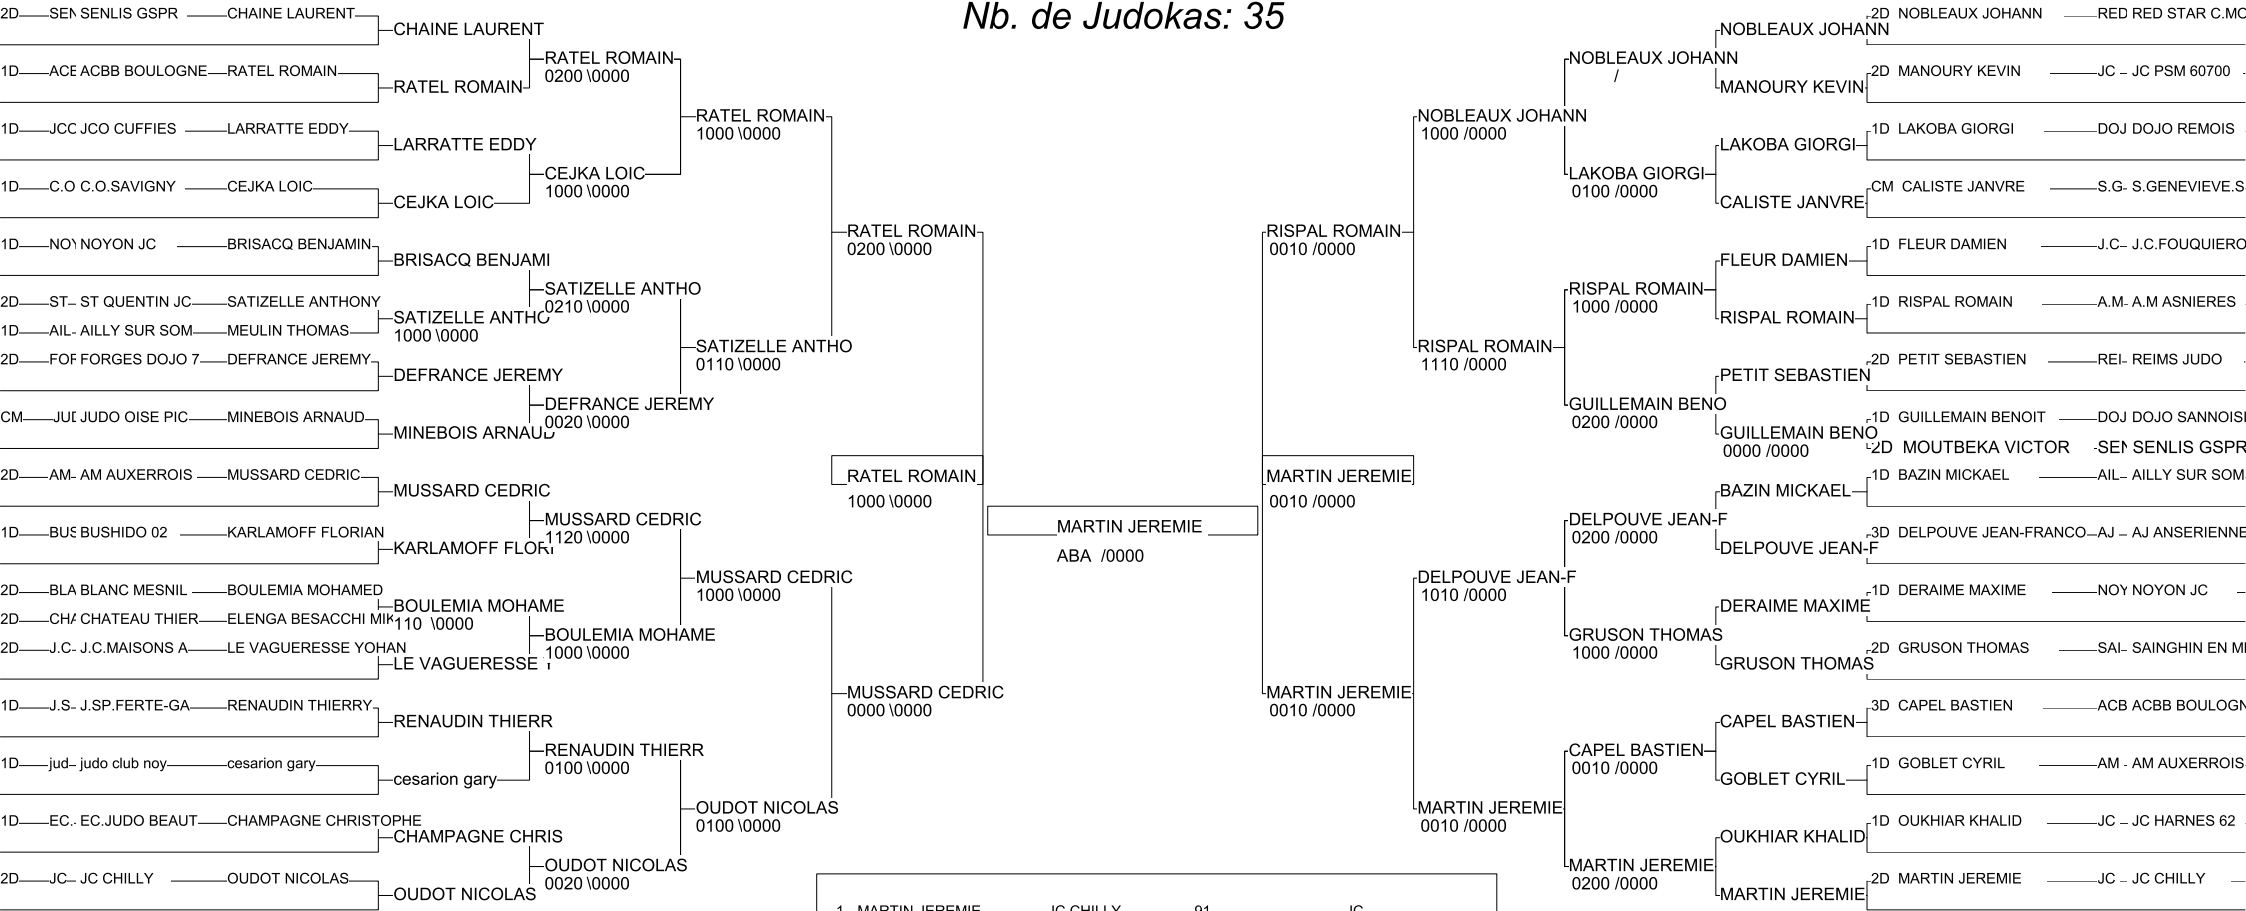 Nb. de Judokas: 35
2D SEN SENLIS GSPR CHAINE LAURENT
CHAINE LAURENT
RATEL ROMAIN
0200 \0000
1D ACB ACBB BOULOGNE RATEL ROMAIN
RATEL ROMAIN
RATEL ROMAIN
1000 \0000
1D JCO JCO CUFFIES LARRATTE EDDY
LARRATTE EDDY
CEJKA LOIC
1000 \0000
1D C.O C.O.SAVIGNY CEJKA LOIC
CEJKA LOIC
RATEL ROMAIN
0200 \0000
1D NOY NOYON JC BRISACQ BENJAMIN
BRISACQ BENJAMI
SATIZELLE ANTHO
0210 \0000
2D ST ST QUENTIN JC SATIZELLE ANTHONY
SATIZELLE ANTHO
1000 \0000
1D AIL AILLY SUR SOM MEULIN THOMAS
SATIZELLE ANTHO
0110 \0000
2D FOR FORGES DOJO 7 DEFRANCE JEREMY
DEFRANCE JEREMY
DEFRANCE JEREMY
0020 \0000
CM JUD JUDO OISE PIC MINEBOIS ARNAUD
MINEBOIS ARNAUD
RATEL ROMAIN
1000 \0000
2D AM AM AUXERROIS MUSSARD CEDRIC
MUSSARD CEDRIC
MUSSARD CEDRIC
1120 \0000
1D BUS BUSHIDO 02 KARLAMOFF FLORIAN
KARLAMOFF FLORI
MUSSARD CEDRIC
1000 \0000
2D BLA BLANC MESNIL BOULEMIA MOHAMED
BOULEMIA MOHAME
110 \0000
2D CHA CHATEAU THIER ELENGA BESACCHI MIK
BOULEMIA MOHAME
1000 \0000
2D J.C J.C.MAISONS A LE VAGUERESSE YOHAN
LE VAGUERESSE Y
MUSSARD CEDRIC
0000 \0000
1D J.S J.SP.FERTE-GA RENAUDIN THIERRY
RENAUDIN THIERR
RENAUDIN THIERR
0100 \0000
1D jud judo club noy cesarion gary
cesarion gary
OUDOT NICOLAS
0100 \0000
1D EC. EC.JUDO BEAUT CHAMPAGNE CHRISTOPHE
CHAMPAGNE CHRIS
OUDOT NICOLAS
0020 \0000
2D JC JC CHILLY OUDOT NICOLAS
OUDOT NICOLAS
MARTIN JEREMIE
ABA /0000
NOBLEAUX JOHANN
2D NOBLEAUX JOHANN RED RED STAR C.MO
NOBLEAUX JOHANN
/
MANOURY KEVIN
1D MANOURY KEVIN JC JC PSM 60700
NOBLEAUX JOHANN
1000 /0000
LAKOBA GIORGI
1D LAKOBA GIORGI DOJ DOJO REMOIS
LAKOBA GIORGI
0100 /0000
CALISTE JANVRE
CM CALISTE JANVRE S.G S.GENEVIEVE.S
RISPAL ROMAIN
0010 /0000
FLEUR DAMIEN
1D FLEUR DAMIEN J.C J.C.FOUQUIERO
RISPAL ROMAIN
1000 /0000
RISPAL ROMAIN
1D RISPAL ROMAIN A.M A.M ASNIERES
RISPAL ROMAIN
1110 /0000
PETIT SEBASTIEN
2D PETIT SEBASTIEN REI REIMS JUDO
GUILLEMAIN BENO
0200 /0000
GUILLEMAIN BENO
0000 /0000
1D GUILLEMAIN BENOIT DOJ DOJO SANNOISI
2D MOUTBEKA VICTOR SEN SENLIS GSPR
MARTIN JEREMIE
0010 /0000
BAZIN MICKAEL
1D BAZIN MICKAEL AIL AILLY SUR SOM
DELPOUVE JEAN-F
0200 /0000
DELPOUVE JEAN-F
3D DELPOUVE JEAN-FRANCO AJ AJ ANSERIENNE
DELPOUVE JEAN-F
1010 /0000
DERAIME MAXIME
1D DERAIME MAXIME NOY NOYON JC
GRUSON THOMAS
1000 /0000
GRUSON THOMAS
2D GRUSON THOMAS SAI SAINGHIN EN M
MARTIN JEREMIE
0010 /0000
CAPEL BASTIEN
3D CAPEL BASTIEN ACB ACBB BOULOGN
CAPEL BASTIEN
0010 /0000
GOBLET CYRIL
1D GOBLET CYRIL AM AM AUXERROIS
MARTIN JEREMIE
0010 /0000
OUKHIAR KHALID
1D OUKHIAR KHALID JC JC HARNES 62
MARTIN JEREMIE
0200 /0000
MARTIN JEREMIE
2D MARTIN JEREMIE JC JC CHILLY
1 MARTIN JEREMIE JC CHILLY 91 JC